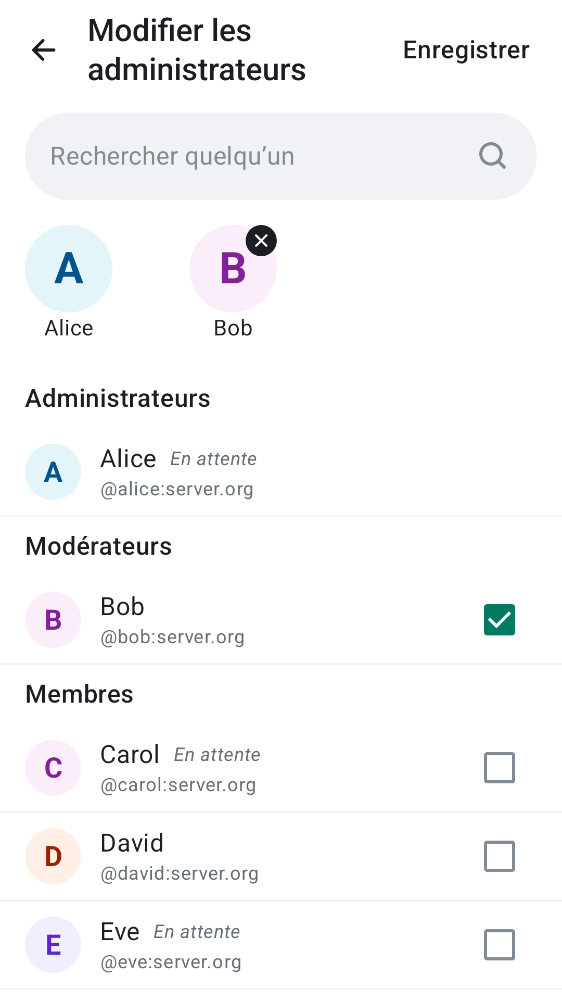 Modifier les
administrateurs
Enregistrer
Rechercher quelqu’un
A
B
Alice
Bob
Administrateurs
A
Alice En attente
@alice:server.org
Modérateurs
B
Bob
@bob:server.org
Membres
C
Carol En attente
@carol:server.org
D
David
@david:server.org
E
Eve En attente
@eve:server.org